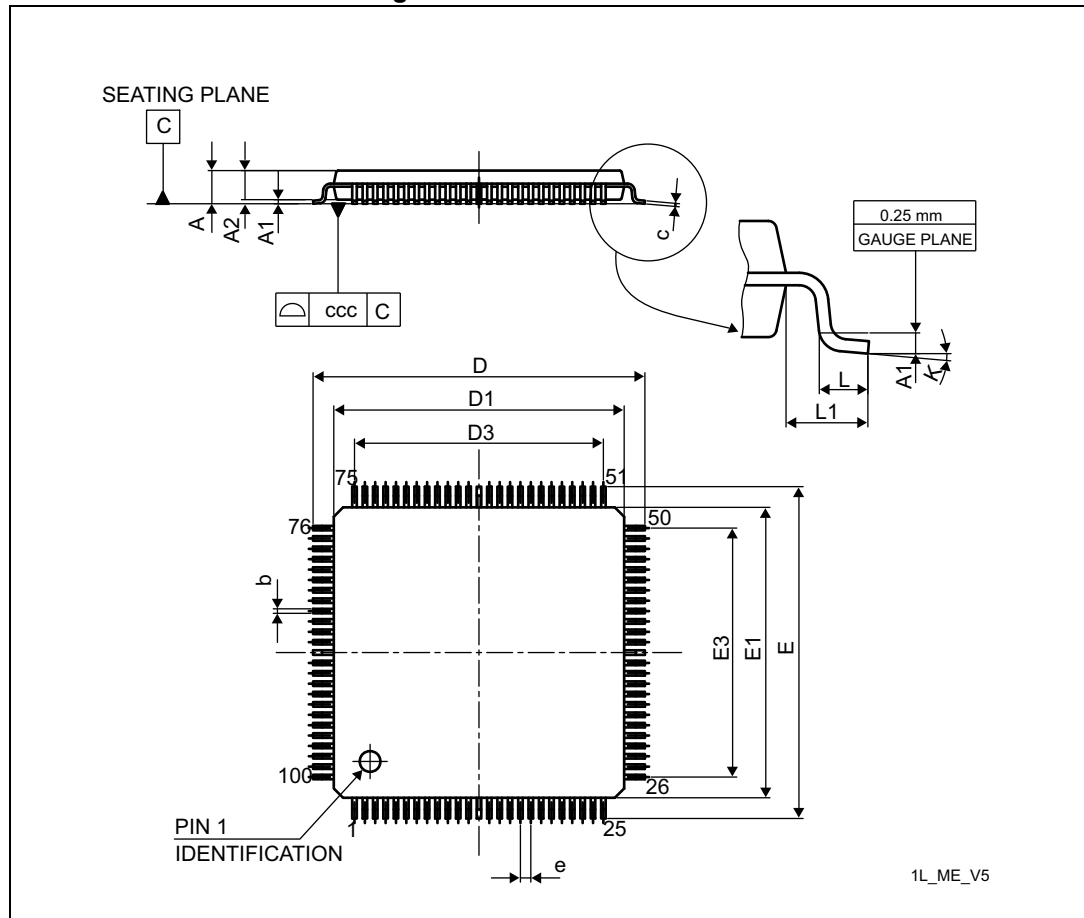 SEATING PLANE
C
A
A2
A1
c
ccc C
0.25 mm
GAUGE PLANE
A1
K
L
L1
D
D1
D3
75
51
76
50
b
E3
E1
E
100
26
PIN 1
IDENTIFICATION
1
25
e
1L_ME_V5